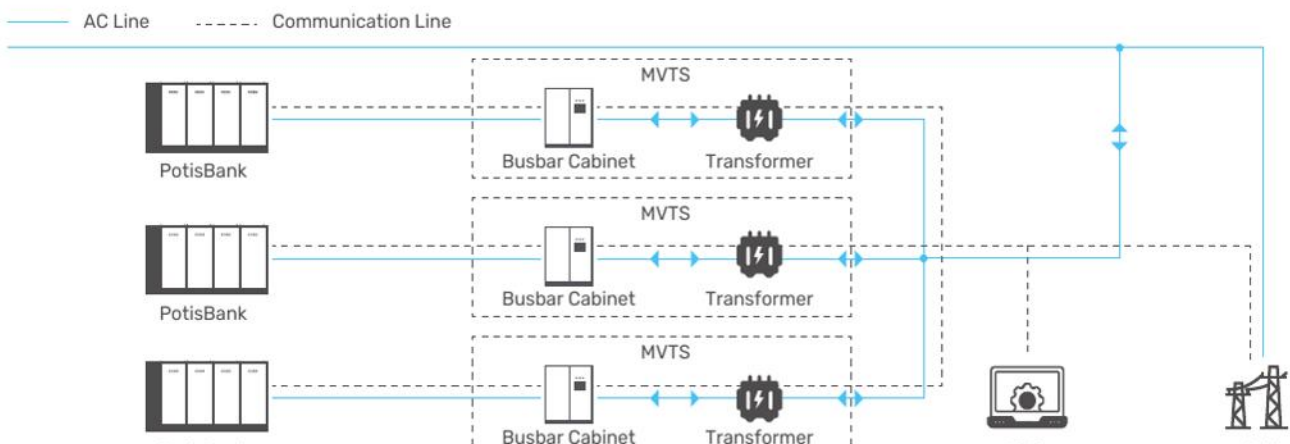 AC Line
Communication Line
MVTS
PotisBank
Busbar Cabinet
Transformer
MVTS
PotisBank
Busbar Cabinet
Transformer
MVTS
Busbar Cabinet
Transformer